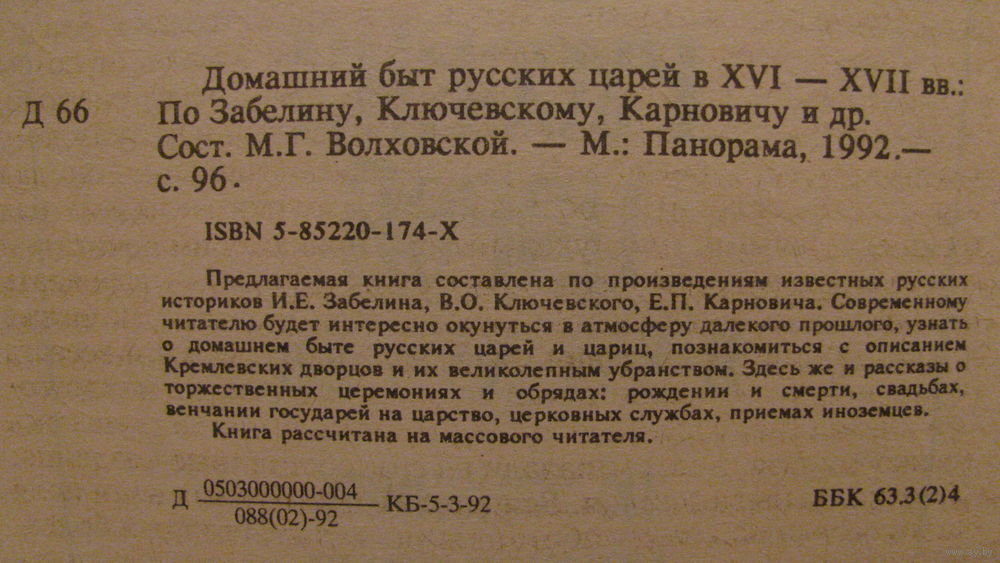 Домашний быт русских царей в XVI — XVII вв.:
Д 66 По Забелину, Ключевскому, Карновичу и др.
Сост. М.Г. Волховской. — М.: Панорама, 1992.—
с. 96.
ISBN 5-85220-174-X
Предлагаемая книга составлена по произведениям известных русских
историков И.Е. Забелина, В.О. Ключевского, Е.П. Карновича. Современному
читателю будет интересно окунуться в атмосферу далекого прошлого, узнать
о домашнем быте русских царей и цариц, познакомиться с описанием
Кремлевских дворцов и их великолепным убранством. Здесь же и рассказы о
торжественных церемониях и обрядах: рождении и смерти, свадьбах,
венчании государей на царство, церковных службах, приемах иноземцев.
Книга рассчитана на массового читателя.
Д 0503000000-004 КБ-5-3-92
088(02)-92
ББК 63.3(2)4